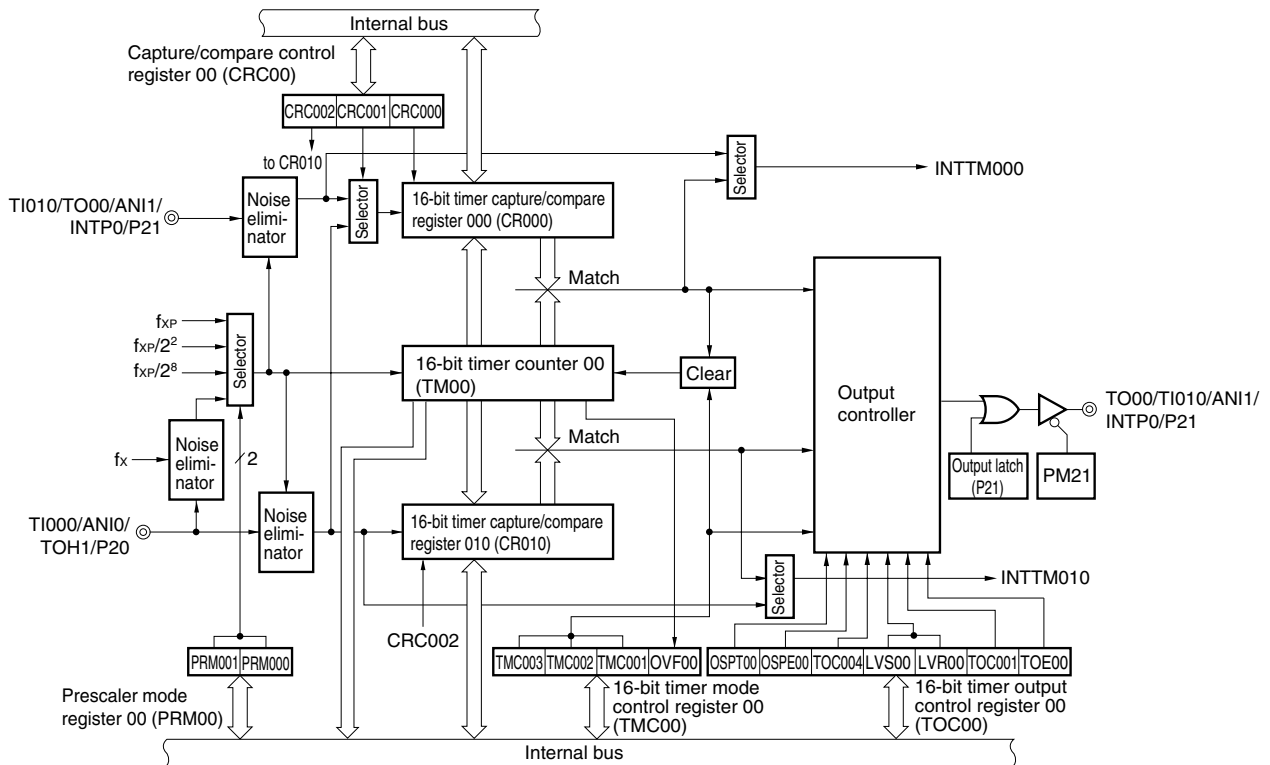 Internal bus
Capture/compare control
register 00 (CRC00)
CRC002 CRC001 CRC000
to CR010
Selector
INTTM000
TI010/TO00/ANI1/
INTP0/P21
Noise
elimi-
nator
Selector
16-bit timer capture/compare
register 000 (CR000)
Match
fXP
fXP/2²
fXP/2⁸
Selector
16-bit timer counter 00
(TM00)
Clear
Output
controller
TO00/TI010/ANI1/
INTP0/P21
Match
fX
Noise
elimi-
nator
2
Output latch
(P21)
PM21
TI000/ANI0/
TOH1/P20
Noise
elimi-
nator
16-bit timer capture/compare
register 010 (CR010)
Selector
INTTM010
CRC002
PRM001 PRM000
TMC003 TMC002 TMC001 OVF00
OSPT00 OSPE00 TOC004 LVS00 LVR00 TOC001 TOE00
Prescaler mode
register 00 (PRM00)
16-bit timer mode
control register 00
(TMC00)
16-bit timer output
control register 00
(TOC00)
Internal bus